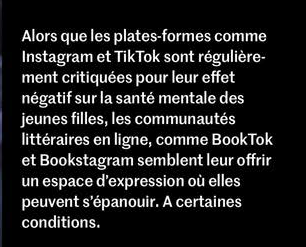 Alors que les plates-formes comme
Instagram et TikTok sont régulière-
ment critiquées pour leur effet
négatif sur la santé mentale des
jeunes filles, les communautés
littéraires en ligne, comme BookTok
et Bookstagram semblent leur offrir
un espace d’expression où elles
peuvent s’épanouir. A certaines
conditions.